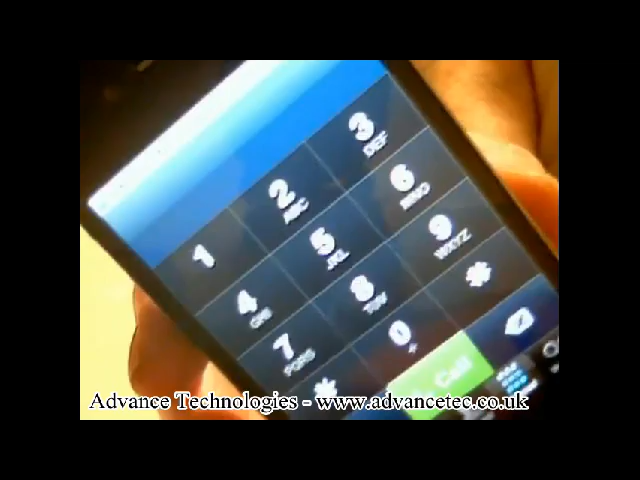 1
2 ABC
3 DEF
4 GHI
5 JKL
6 MNO
7 PQRS
8 TUV
9 WXYZ
*
0 +
*
Call
Advance Technologies - www.advancetec.co.uk